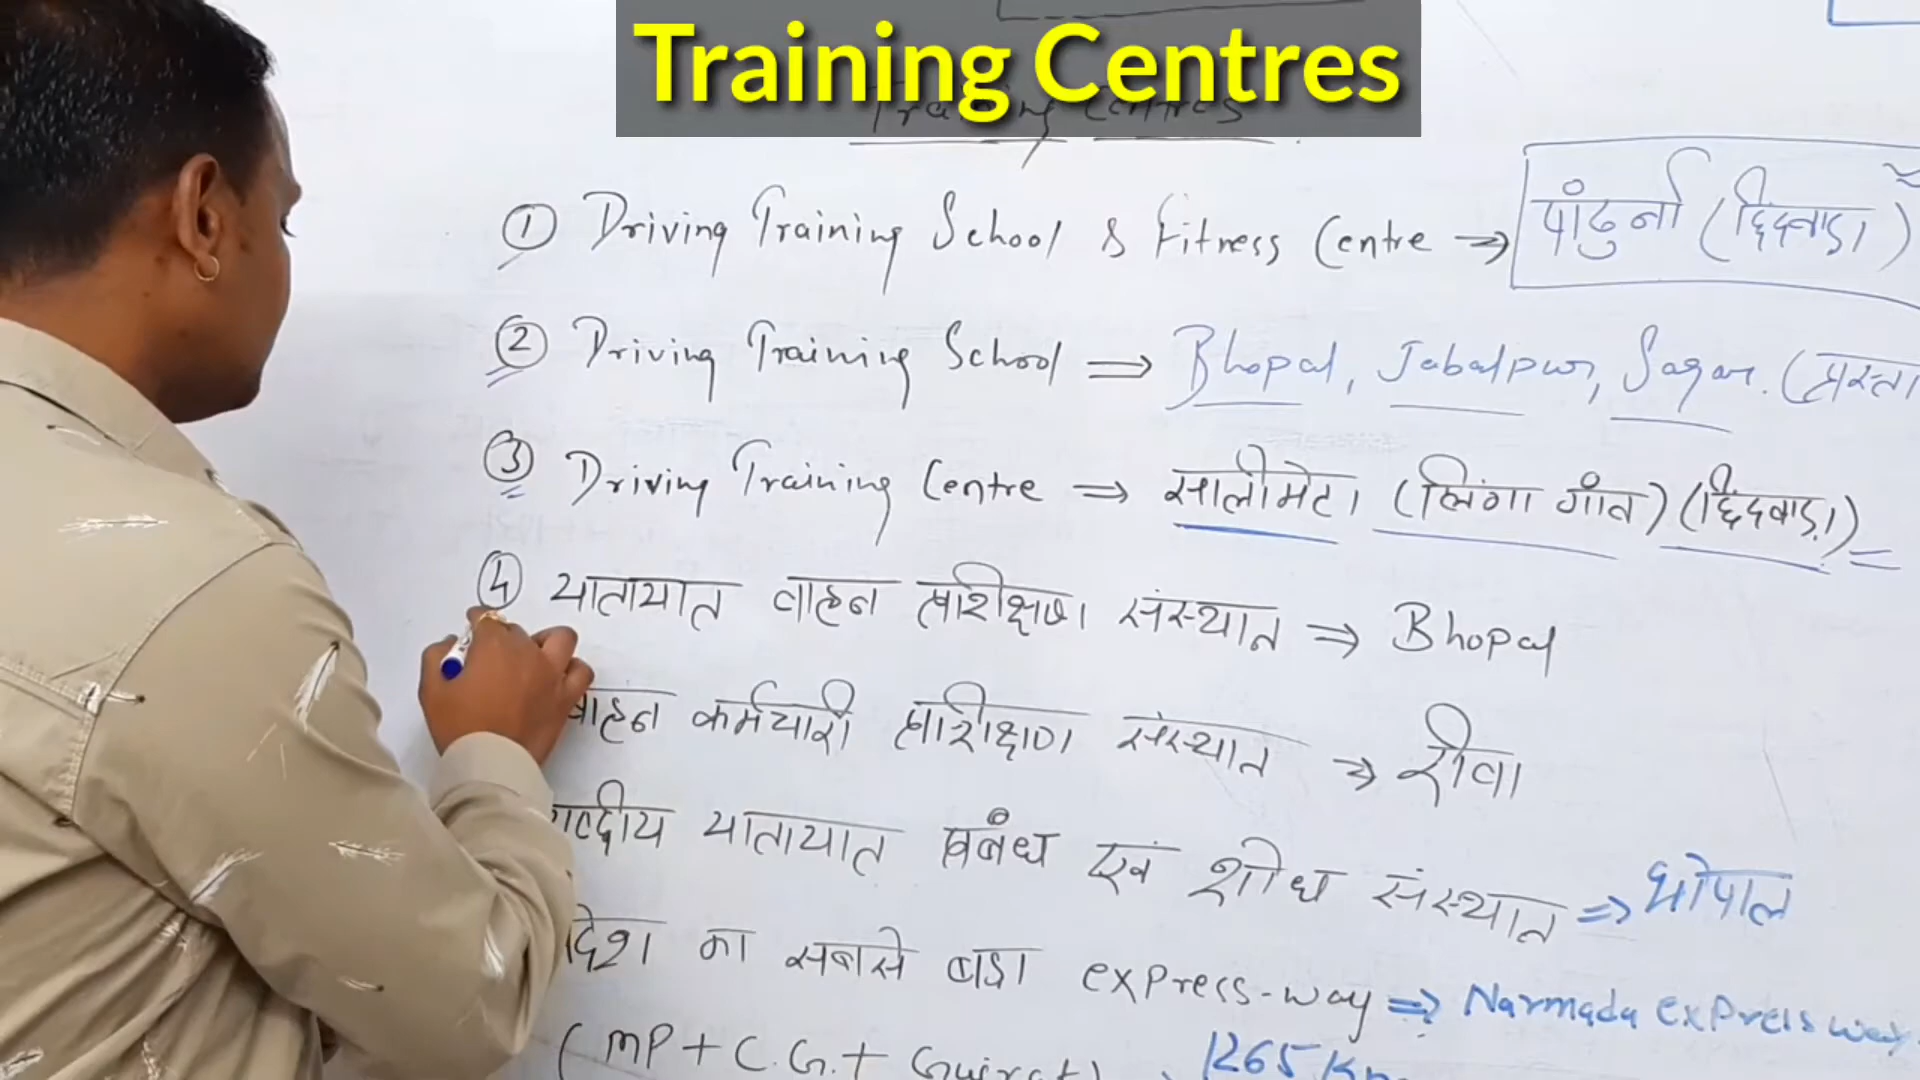 Training Centres
Training Centres
① Driving Training School & Fitness Centre → पांढुर्ना (छिंदवाड़ा)
② Driving Training School ⇒ Bhopal, Jabalpur, Sagar. (
③ Driving Training Centre ⇒ सालीमेटा (लिंगा गाँव) (छिंदवाड़ा)
④ यातायात वाहन प्रशिक्षण संस्थान ⇒ Bhopal
वाहन कर्मचारी प्रशिक्षण संस्थान → रीवा
यातायात प्रबंध एवं शोध संस्थान ⇒ भोपाल
का सबसे बड़ा express-way ⇒ Narmada express way
(MP + C.G. + Gujrat) 1265 Km